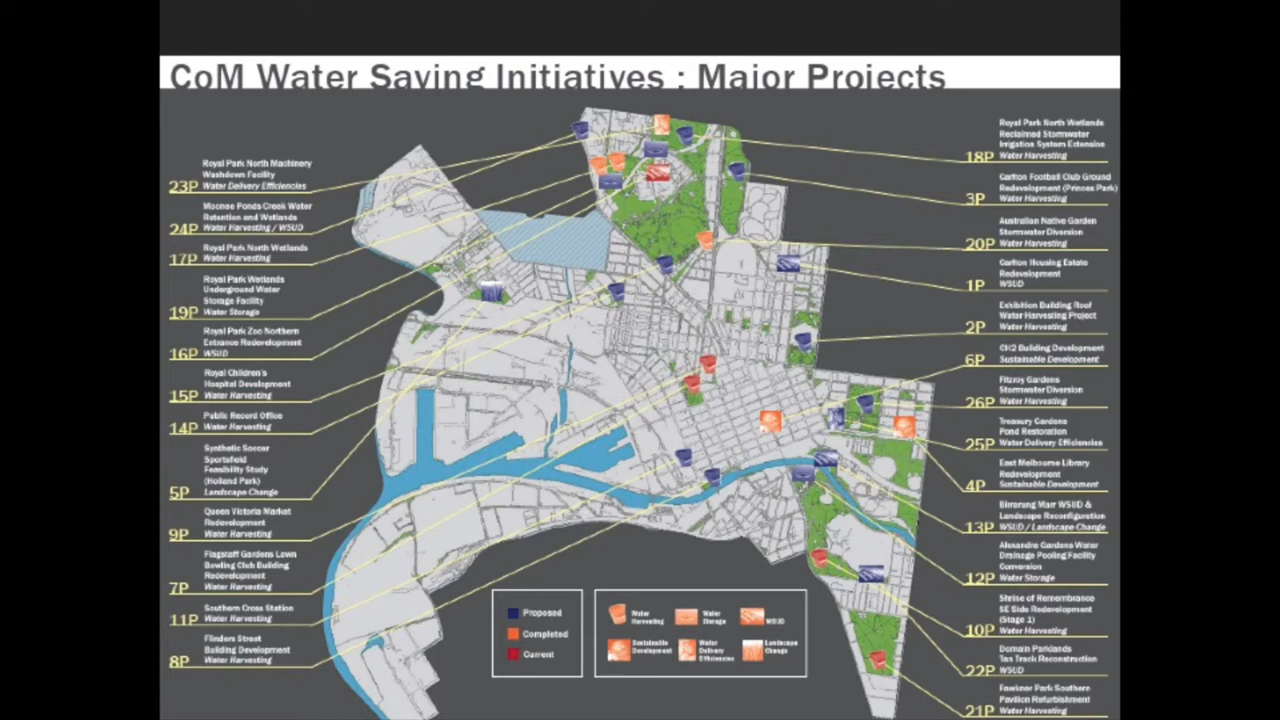 CoM Water Saving Initiatives : Major Projects
Royal Park North Machinery
Washdown Facility
23P Water Delivery Efficiencies
Moonee Ponds Creek Water
Retention and Wetlands
24P Water Harvesting / WSUD
Royal Park North Wetlands
17P Water Harvesting
Royal Park Wetlands
Underground Water
Storage Facility
19P Water Storage
Royal Park Zoo Northern
Entrance Redevelopment
16P WSUD
Royal Children's
Hospital Development
15P Water Harvesting
Public Record Office
14P Water Harvesting
Synthetic Soccer
Sportsfield
Feasibility Study
(Holland Park)
5P Landscape Change
Queen Victoria Market
Redevelopment
9P Water Harvesting
Flagstaff Gardens Lawn
Bowling Club Building
Redevelopment
7P Water Harvesting
Southern Cross Station
11P Water Harvesting
Flinders Street
Building Development
8P Water Harvesting
Royal Park North Wetlands
Reclaimed Stormwater
Irrigation System Extension
18P Water Harvesting
Carlton Football Club Ground
Redevelopment (Princes Park)
3P Water Harvesting
Australian Native Garden
Stormwater Diversion
20P Water Harvesting
Carlton Housing Estate
Redevelopment
1P WSUD
Exhibition Building Roof
Water Harvesting Project
2P Water Harvesting
CH2 Building Development
6P Sustainable Development
Fitzroy Gardens
Stormwater Diversion
26P Water Harvesting
Treasury Gardens
Pond Restoration
25P Water Delivery Efficiencies
East Melbourne Library
Redevelopment
4P Sustainable Development
Birrarung Marr WSUD &
Landscape Reconfiguration
13P WSUD / Landscape Change
Alexandra Gardens Water
Drainage Pooling Facility
Conversion
12P Water Storage
Shrine of Remembrance
SE Side Redevelopment
(Stage 1)
10P Water Harvesting
Domain Parklands
Tan Track Reconstruction
22P WSUD
Fawkner Park Southern
Pavilion Refurbishment
21P Water Harvesting
Proposed
Completed
Current
Water
Harvesting
Water
Storage
WSUD
Sustainable
Development
Water
Delivery
Efficiencies
Landscape
Change